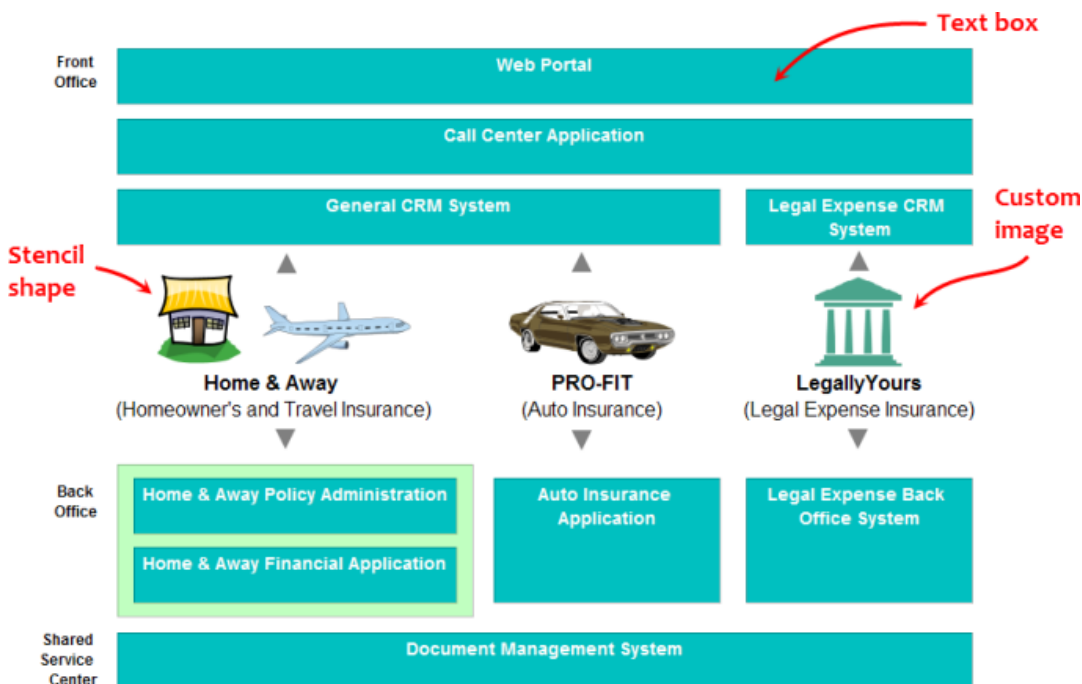 Text box
Front
Office
Web Portal
Call Center Application
General CRM System
Legal Expense CRM
System
Custom
image
Stencil
shape
Home & Away
(Homeowner's and Travel Insurance)
PRO-FIT
(Auto Insurance)
LegallyYours
(Legal Expense Insurance)
Back
Office
Home & Away Policy Administration
Home & Away Financial Application
Auto Insurance
Application
Legal Expense Back
Office System
Shared
Service
Center
Document Management System